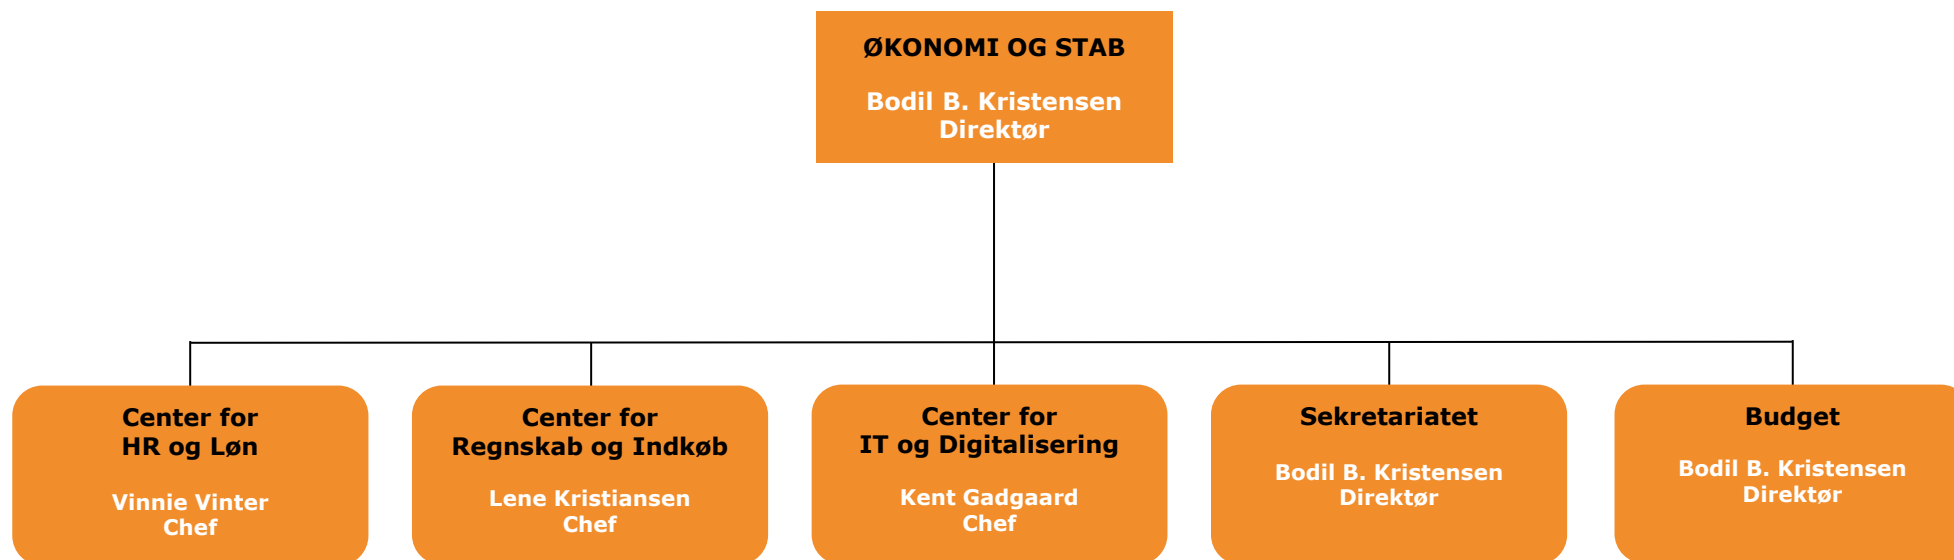 ØKONOMI OG STAB
Bodil B. Kristensen
Direktør
Center for
HR og Løn
Vinnie Vinter
Chef
Center for
Regnskab og Indkøb
Lene Kristiansen
Chef
Center for
IT og Digitalisering
Kent Gadgaard
Chef
Sekretariatet
Bodil B. Kristensen
Direktør
Budget
Bodil B. Kristensen
Direktør